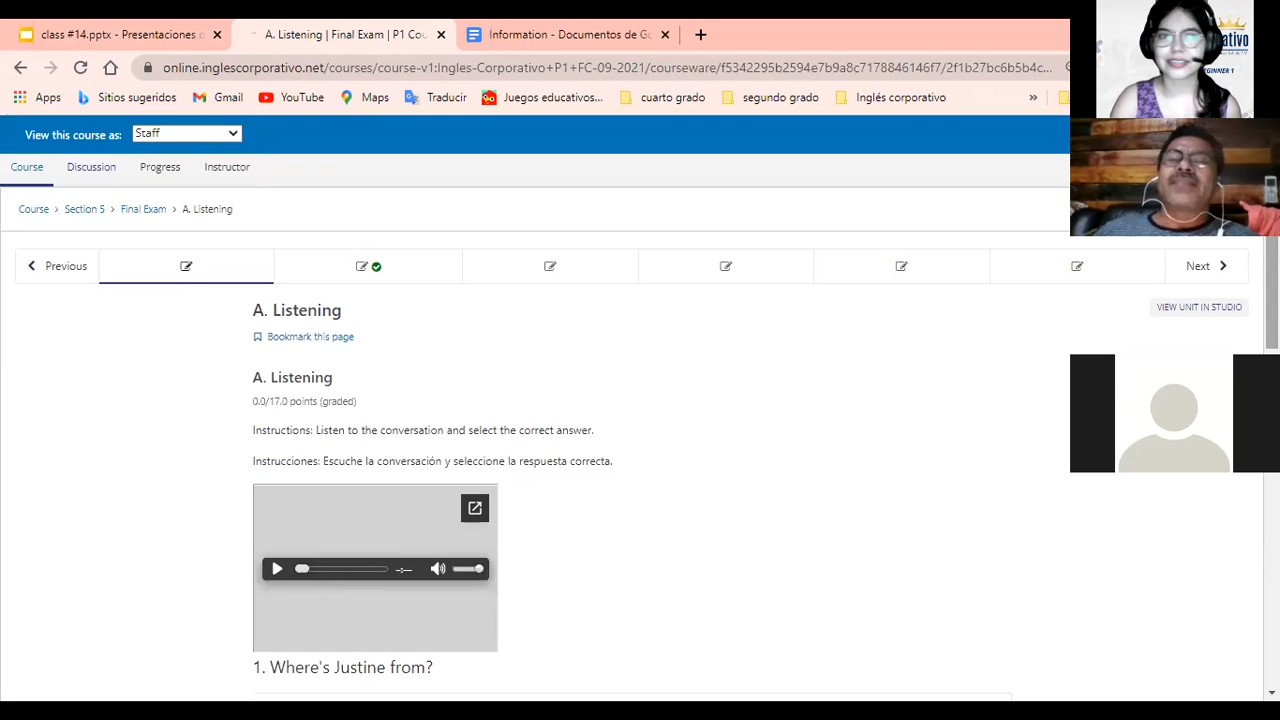 class #14.pptx - Presentaciones
A. Listening | Final Exam | P1 Cou
Information - Documentos de Go
online.inglescorporativo.net/courses/course-v1:Ingles-Corporativo+P1+FC-09-2021/courseware/f5342295b2594e7b9a8c7178846146f7/2f1b27bc6b5b4c...
Apps
Sitios sugeridos
Gmail
YouTube
Maps
Traducir
Juegos educativos...
cuarto grado
segundo grado
Inglés corporativo
»
View this course as: Staff
Course Discussion Progress Instructor
Course > Section 5 > Final Exam > A. Listening
Previous
Next
A. Listening
VIEW UNIT IN STUDIO
Bookmark this page
A. Listening
0.0/17.0 points (graded)
Instructions: Listen to the conversation and select the correct answer.
Instrucciones: Escuche la conversación y seleccione la respuesta correcta.
--:--
1. Where's Justine from?